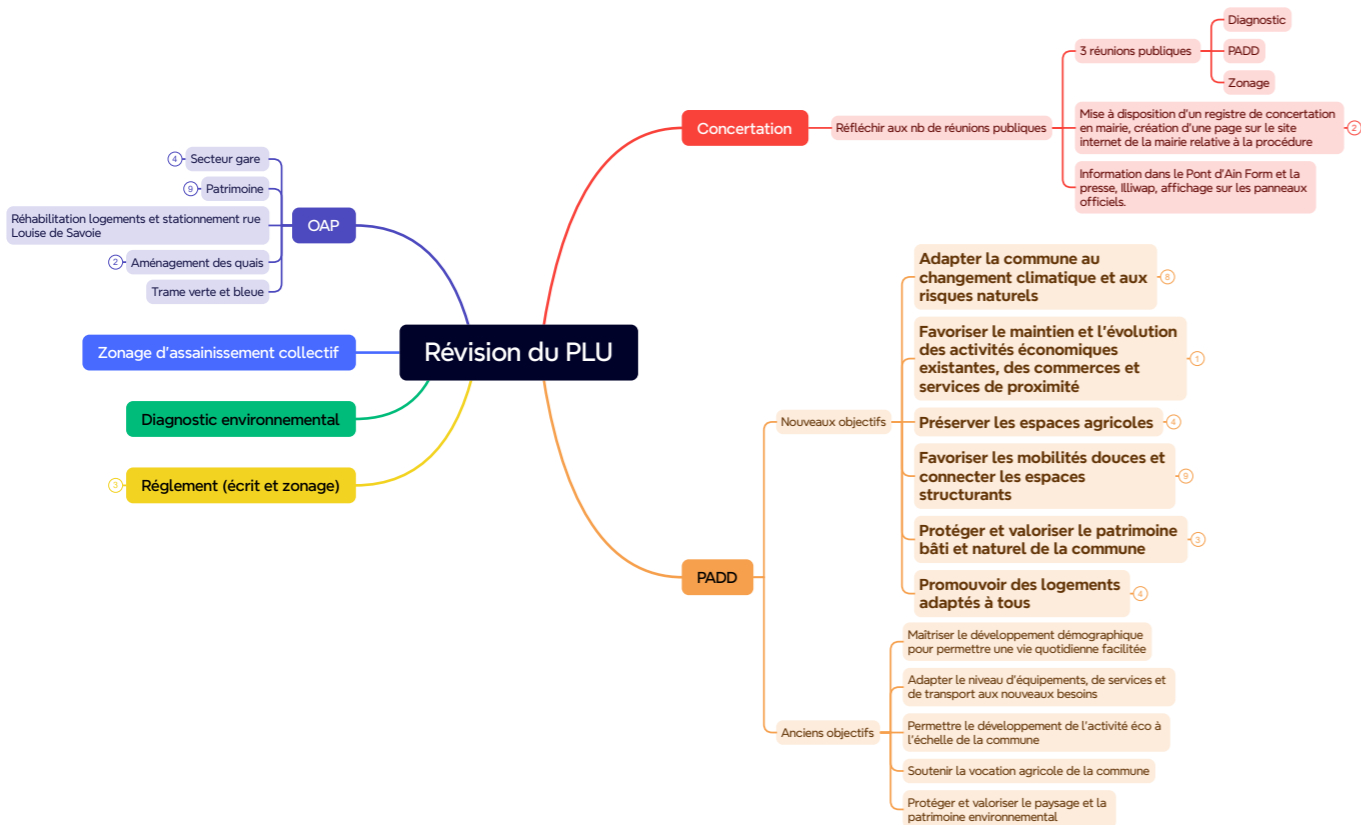 Révision du PLU
Concertation
Réfléchir aux nb de réunions publiques
3 réunions publiques
Diagnostic
PADD
Zonage
Mise à disposition d'un registre de concertation
en mairie, création d'une page sur le site
internet de la mairie relative à la procédure
2
Information dans le Pont d'Ain Form et la
presse, Illiwap, affichage sur les panneaux
officiels.
PADD
Nouveaux objectifs
Adapter la commune au
changement climatique et aux
risques naturels
8
Favoriser le maintien et l'évolution
des activités économiques
existantes, des commerces et
services de proximité
1
Préserver les espaces agricoles
4
Favoriser les mobilités douces et
connecter les espaces
structurants
9
Protéger et valoriser le patrimoine
bâti et naturel de la commune
3
Promouvoir des logements
adaptés à tous
4
Anciens objectifs
Maîtriser le développement démographique
pour permettre une vie quotidienne facilitée
Adapter le niveau d'équipements, de services et
de transport aux nouveaux besoins
Permettre le développement de l'activité éco à
l'échelle de la commune
Soutenir la vocation agricole de la commune
Protéger et valoriser le paysage et la
patrimoine environnemental
OAP
4
Secteur gare
9
Patrimoine
Réhabilitation logements et stationnement rue
Louise de Savoie
2
Aménagement des quais
Trame verte et bleue
Zonage d'assainissement collectif
Diagnostic environnemental
3
Réglement (écrit et zonage)